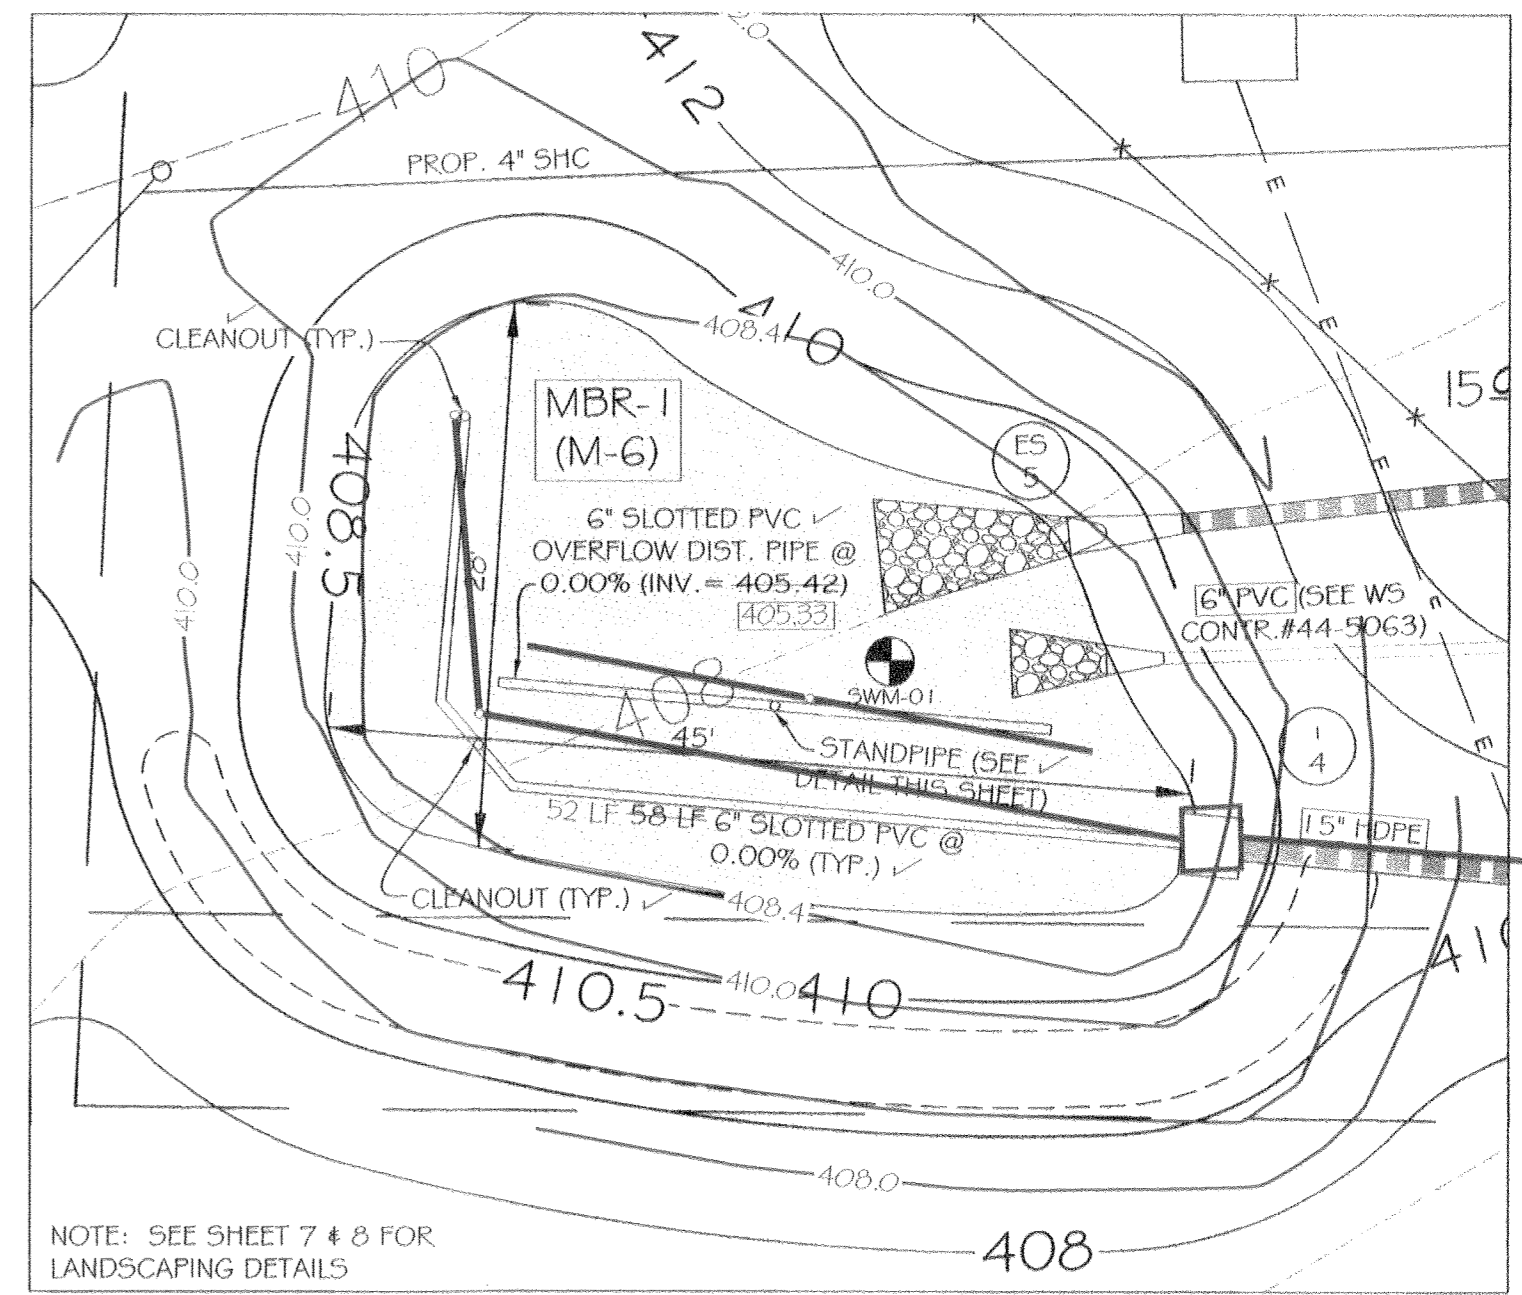 412
410
PROP. 4" SHC
E
410.0
410
408.4
CLEANOUT (TYP.)
E
MBR-1
(M-6)
408.5
410.0
ES
5
E
28'
6" SLOTTED PVC
OVERFLOW DIST. PIPE @
0.00% (INV. = 405.42)
405.33
410.0
6" PVC (SEE WS
CONTR.#44-5063)
E
408
SWM-01
45'
STANDPIPE (SEE
DETAIL THIS SHEET)
1
4
E
52 LF 58 LF 6" SLOTTED PVC @
0.00% (TYP.)
15" HDPE
CLEANOUT (TYP.)
408.4
410.5
410.0
410
408.0
NOTE: SEE SHEET 7 & 8 FOR
LANDSCAPING DETAILS
408